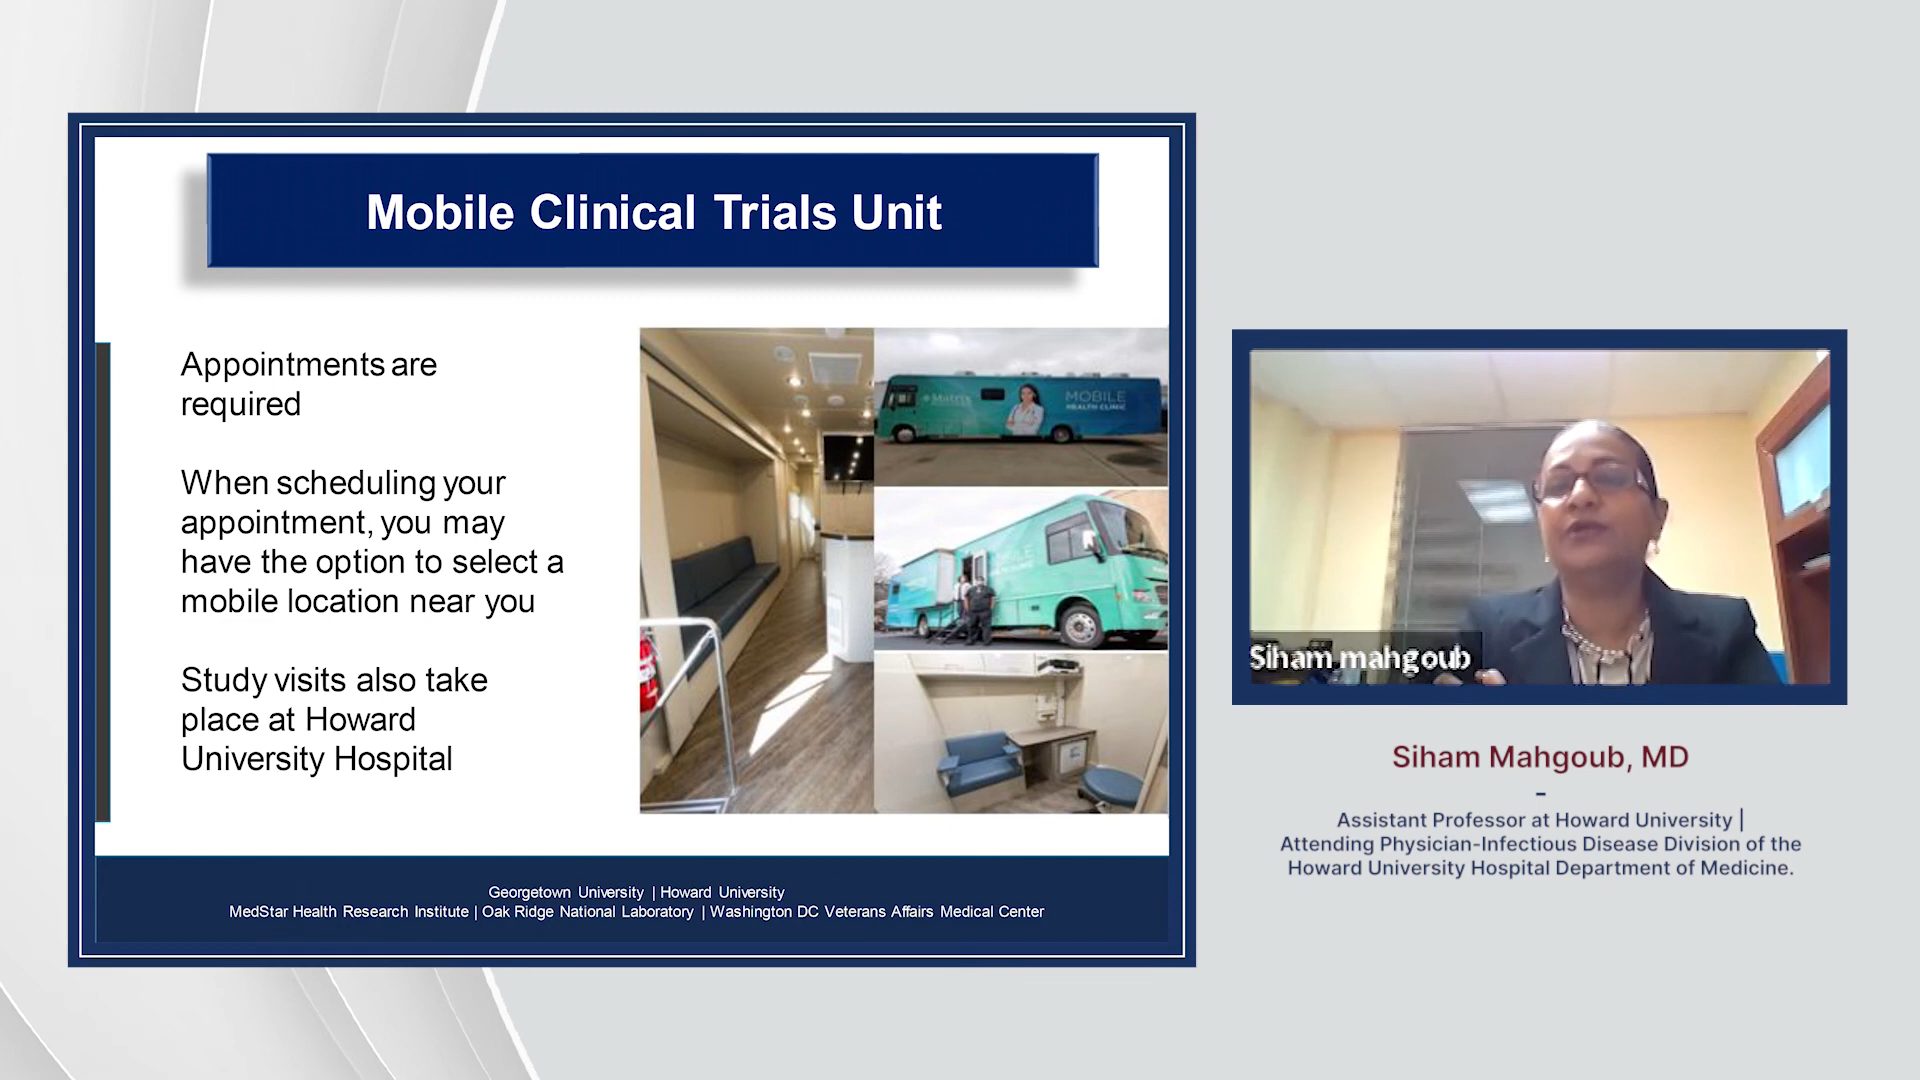 Mobile Clinical Trials Unit
Appointments are
required
When scheduling your
appointment, you may
have the option to select a
mobile location near you
Study visits also take
place at Howard
University Hospital
Matrix
MOBILE
HEALTH CLINIC
Georgetown University | Howard University
MedStar Health Research Institute | Oak Ridge National Laboratory | Washington DC Veterans Affairs Medical Center
Siham mahgoub
Siham Mahgoub, MD
-
Assistant Professor at Howard University |
Attending Physician-Infectious Disease Division of the
Howard University Hospital Department of Medicine.